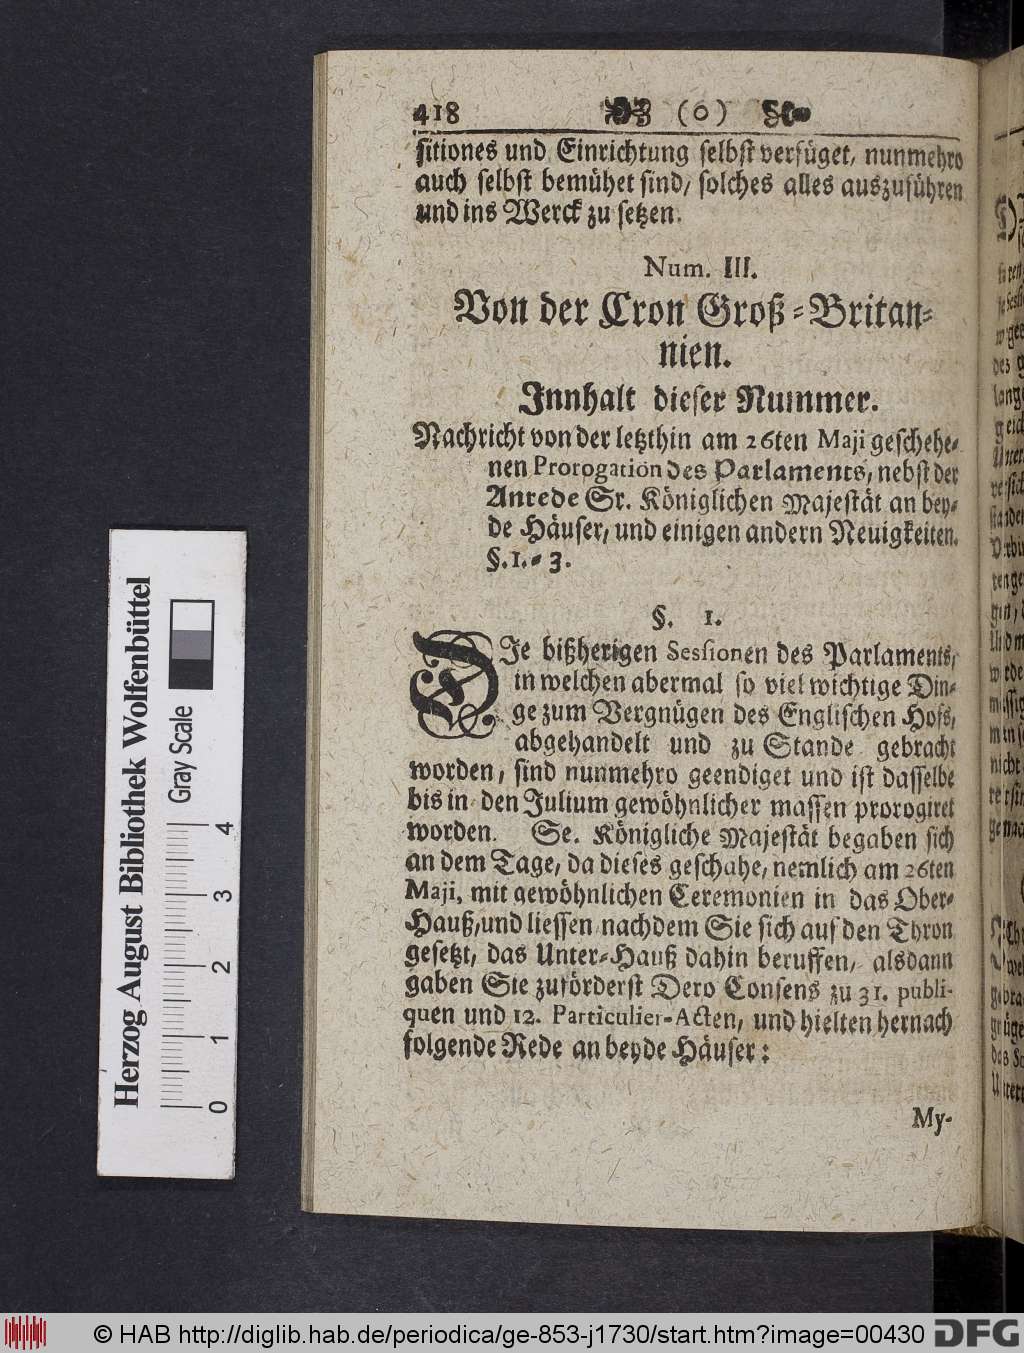 418 ( o )
sitiones und Einrichtung selbst verfüget, nunmehro
auch selbst bemühet sind, solches alles auszuführen
und ins Werck zu setzen.
Num. III.
Von der Cron Groß-Britan-
nien.
Innhalt dieser Nummer.
Nachricht von der letzthin am 26ten Maji geschehe-
nen Prorogation des Parlaments, nebst der
Anrede Sr. Königlichen Majestät an bey-
de Häuser, und einigen andern Neuigkeiten.
§. 1. - 3.
§. 1.
DIe bißherigen Sessionen des Parlaments,
in welchen abermal so viel wichtige Din-
ge zum Vergnügen des Englischen Hofs,
abgehandelt und zu Stande gebracht
worden, sind nunmehro geendiget und ist dasselbe
bis in den Julium gewöhnlicher massen prorogiret
worden. Se. Königliche Majestät begaben sich
an dem Tage, da dieses geschahe, nemlich am 26ten
Maji, mit gewöhnlichen Ceremonien in das Ober-
Hauß, und liessen nachdem Sie sich auf den Thron
gesetzt, das Unter-Hauß dahin beruffen, alsdann
gaben Sie zuförderst Dero Consens zu 31. publi-
quen und 12. Particulier-Acten, und hielten hernach
folgende Rede an beyde Häuser:
My-
Herzog August Bibliothek Wolfenbüttel
Gray Scale
0 1 2 3 4
© HAB http://diglib.hab.de/periodica/ge-853-j1730/start.htm?image=00430 DFG